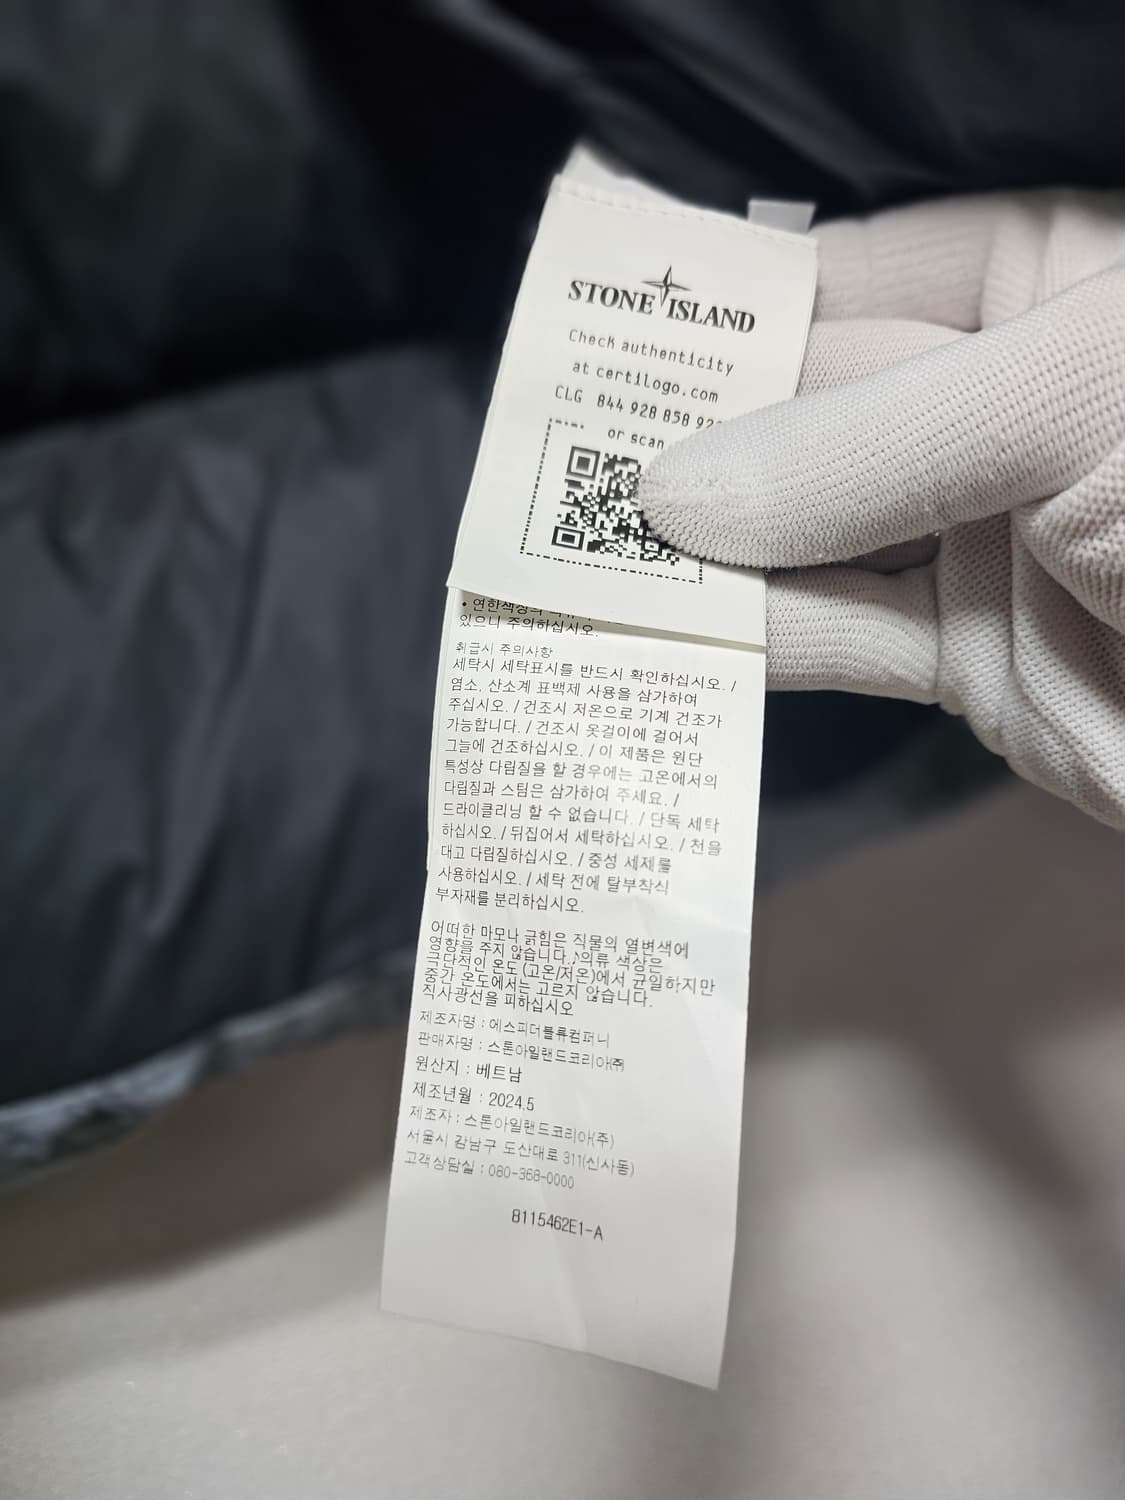 STONE ISLAND
Check authenticity
at certilogo.com
CLG 844 928 858
or scan
• 연한색상의
있으니 주의하십시오.
취급시 주의사항
세탁시 세탁표시를 반드시 확인하십시오. /
염소, 산소계 표백제 사용을 삼가하여
주십시오. / 건조시 저온으로 기계 건조가
가능합니다. / 건조시 옷걸이에 걸어서
그늘에 건조하십시오. / 이 제품은 원단
특성상 다림질을 할 경우에는 고온에서의
다림질과 스팀은 삼가하여 주세요. /
드라이클리닝 할 수 없습니다. / 단독 세탁
하십시오. / 뒤집어서 세탁하십시오. / 천을
대고 다림질하십시오. / 중성 세제를
사용하십시오. / 세탁 전에 탈부착식
부자재를 분리하십시오.
어떠한 마모나 긁힘은 직물의 열변색에
영향을 주지 않습니다.♪의류 색상은
극단적인 온도 (고온/저온)에서 균일하지만
중간 온도에서는 고르지 않습니다.
직사광선을 피하십시오
제조자명 : 에스피더블류컴퍼니
판매자명 : 스톤아일랜드코리아(주)
원산지 : 베트남
제조년월 : 2024.5
제조자 : 스톤아일랜드코리아(주)
서울시 강남구 도산대로 311(신사동)
고객상담실 : 080-368-0000
8115462E1-A